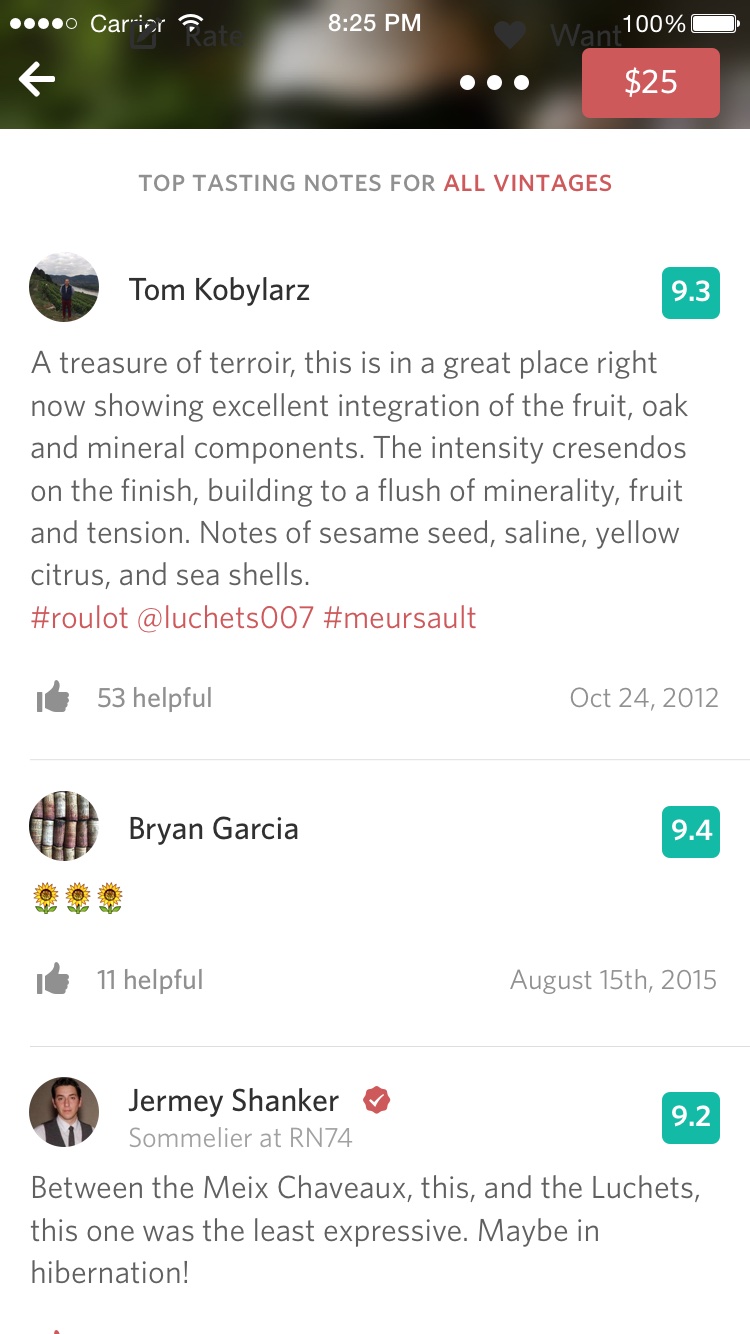 Carrier 8:25 PM 100%
Rate Want
$25
TOP TASTING NOTES FOR ALL VINTAGES
Tom Kobylarz 9.3
A treasure of terroir, this is in a great place right
now showing excellent integration of the fruit, oak
and mineral components. The intensity cresendos
on the finish, building to a flush of minerality, fruit
and tension. Notes of sesame seed, saline, yellow
citrus, and sea shells.
#roulot @luchets007 #meursault
53 helpful Oct 24, 2012
Bryan Garcia 9.4
🌻🌻🌻
11 helpful August 15th, 2015
Jermey Shanker 9.2
Sommelier at RN74
Between the Meix Chaveaux, this, and the Luchets,
this one was the least expressive. Maybe in
hibernation!